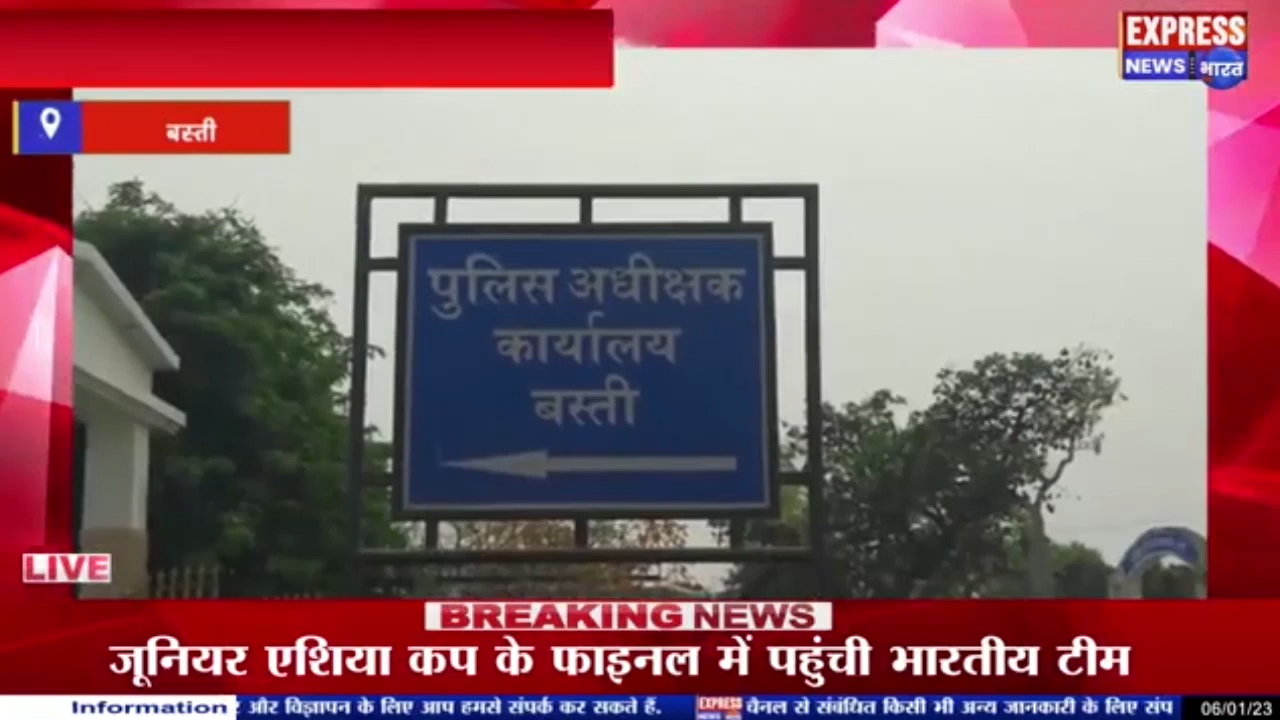 EXPRESS
NEWS भारत
बस्ती
पुलिस अधीक्षक
कार्यालय
बस्ती
LIVE
BREAKING NEWS
जूनियर एशिया कप के फाइनल में पहुंची भारतीय टीम
Information और विज्ञापन के लिए आप हमसे संपर्क कर सकते हैं. EXPRESS NEWS चैनल से संबंधित किसी भी अन्य जानकारी के लिए संप 06/01/23